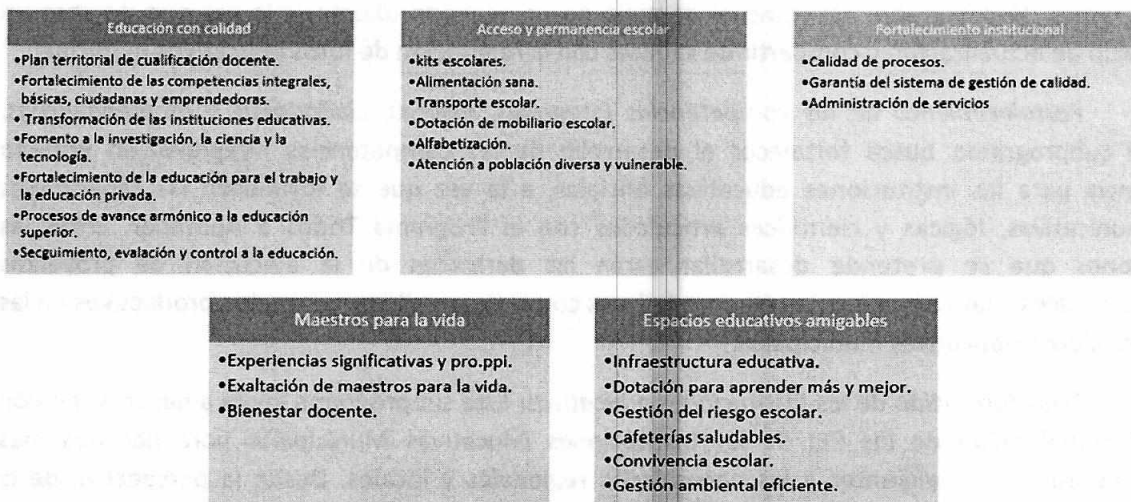 Educación con calidad
•Plan territorial de cualificación docente.
•Fortalecimiento de las competencias integrales,
básicas, ciudadanas y emprendedoras.
• Transformación de las instituciones educativas.
•Fomento a la investigación, la ciencia y la
tecnología.
•Fortalecimiento de la educación para el trabajo y
la educación privada.
•Procesos de avance armónico a la educación
superior.
•Secguimiento, evalación y control a la educación.
Acceso y permanencia escolar
•kits escolares.
•Alimentación sana.
•Transporte escolar.
•Dotación de mobiliario escolar.
•Alfabetización.
•Atención a población diversa y vulnerable.
Fortalecimiento institucional
•Calidad de procesos.
•Garantía del sistema de gestión de calidad.
•Administración de servicios
Maestros para la vida
•Experiencias significativas y pro.ppi.
•Exaltación de maestros para la vida.
•Bienestar docente.
Espacios educativos amigables
•Infraestructura educativa.
•Dotación para aprender más y mejor.
•Gestión del riesgo escolar.
•Cafeterías saludables.
•Convivencia escolar.
•Gestión ambiental eficiente.